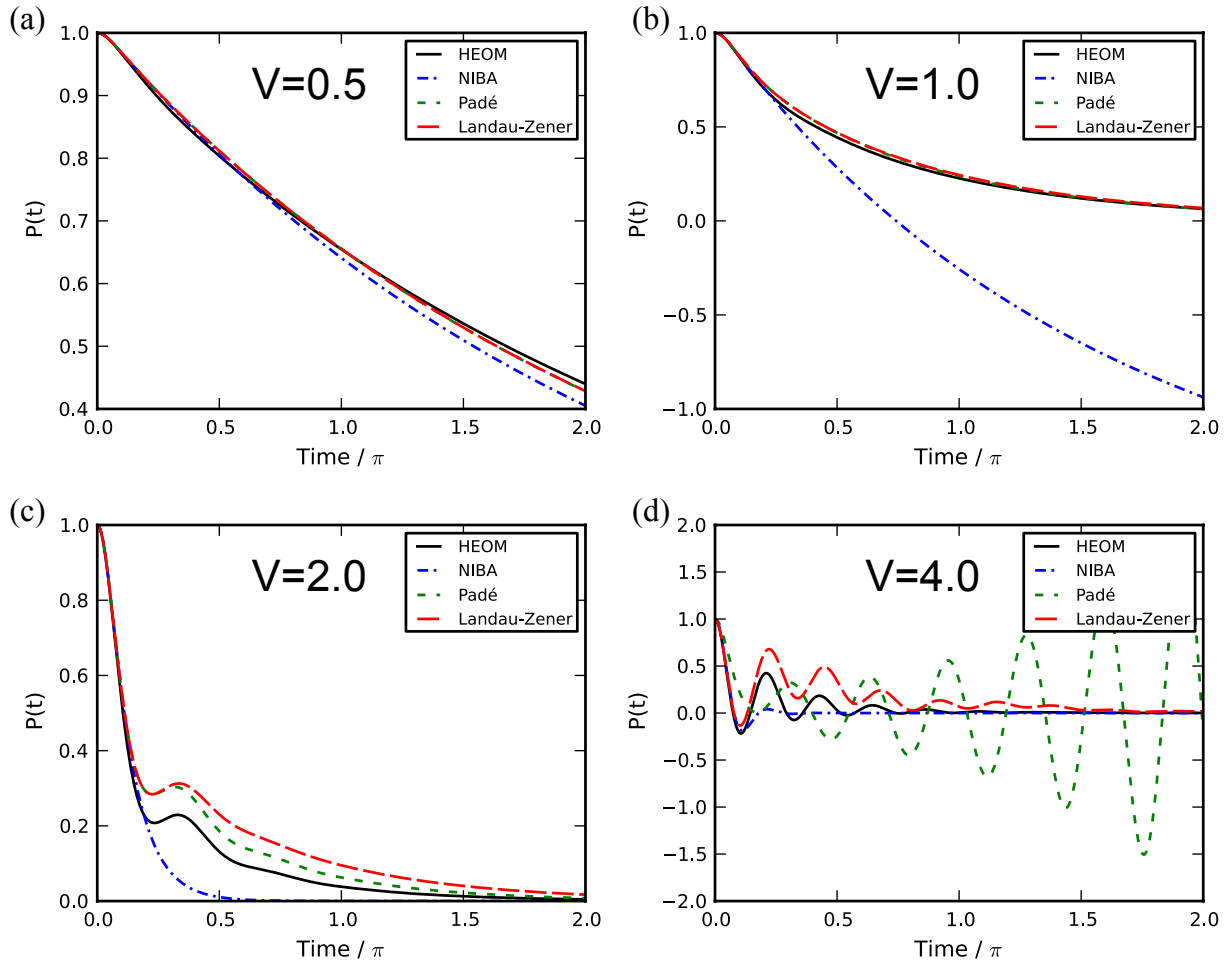 (a)
1.0
0.9
0.8
0.7
0.6
0.5
0.4
P(t)
V=0.5
HEOM
NIBA
Padé
Landau-Zener
0.0 0.5 1.0 1.5 2.0
Time / π
(b)
1.0
0.5
0.0
−0.5
−1.0
P(t)
V=1.0
HEOM
NIBA
Padé
Landau-Zener
0.0 0.5 1.0 1.5 2.0
Time / π
(c)
1.0
0.8
0.6
0.4
0.2
0.0
P(t)
V=2.0
HEOM
NIBA
Padé
Landau-Zener
0.0 0.5 1.0 1.5 2.0
Time / π
(d)
2.0
1.5
1.0
0.5
0.0
−0.5
−1.0
−1.5
−2.0
P(t)
V=4.0
HEOM
NIBA
Padé
Landau-Zener
0.0 0.5 1.0 1.5 2.0
Time / π